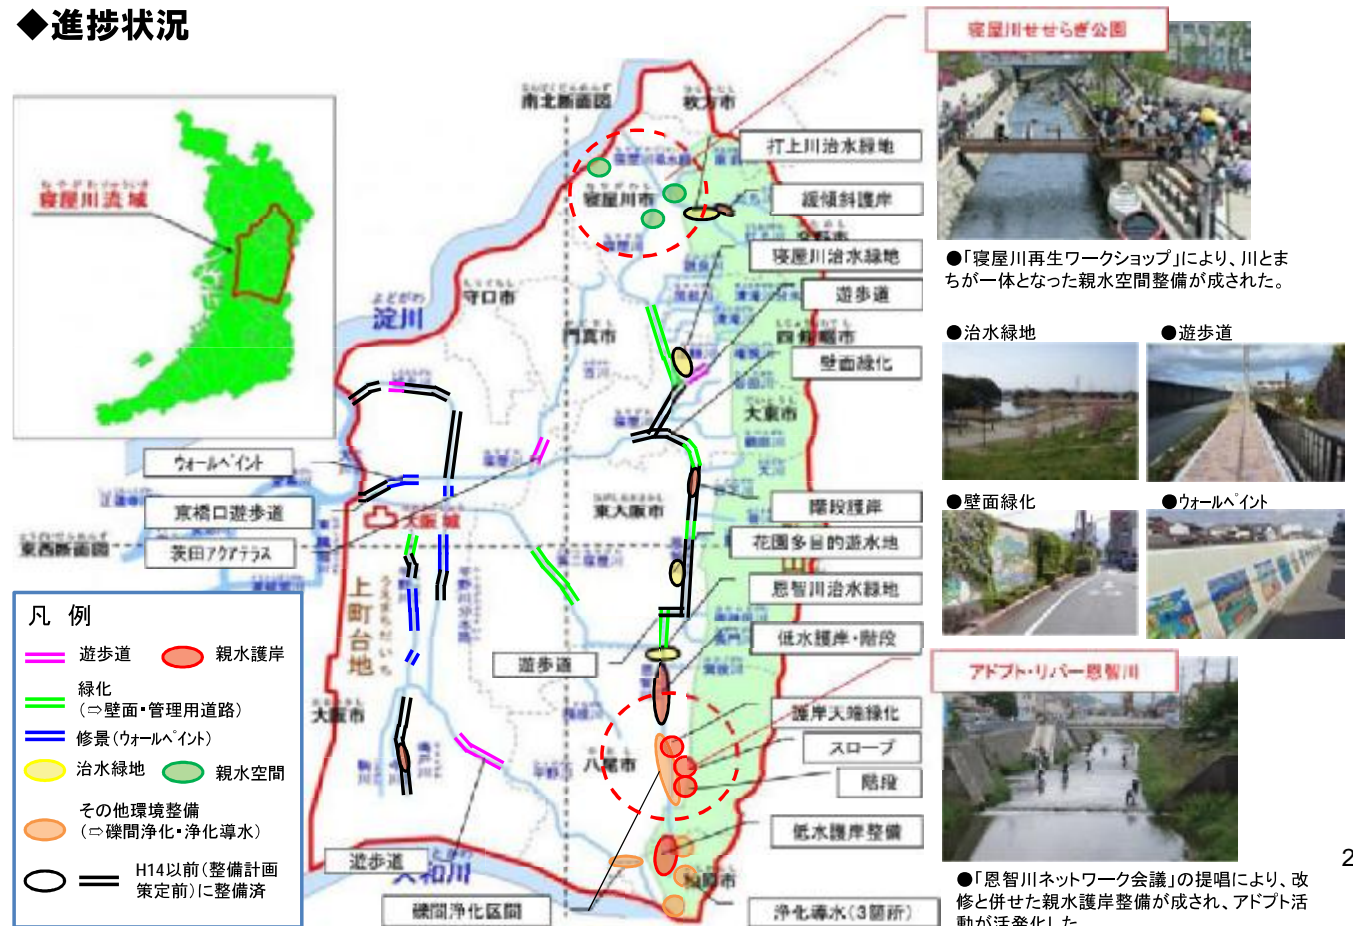 ◆進捗状況
寝屋川流域
南北断面図
枚方市
寝屋川市
守口市
淀川
門真市
四條畷市
大東市
東大阪市
大阪城
東西断面図
上町台地
大阪市
八尾市
大和川
柏原市
打上川治水緑地
緩傾斜護岸
寝屋川治水緑地
遊歩道
壁面緑化
ウォールペイント
京橋口遊歩道
茨田アクアテラス
階段護岸
花園多目的遊水地
恩智川治水緑地
低水護岸・階段
遊歩道
護岸天端緑化
スロープ
階段
低水護岸整備
遊歩道
礫間浄化区間
浄化導水(3箇所)
凡 例
遊歩道 親水護岸
緑化
(⇨壁面・管理用道路)
修景(ウォールペイント)
治水緑地 親水空間
その他環境整備
(⇨礫間浄化・浄化導水)
H14以前(整備計画
策定前)に整備済
寝屋川せせらぎ公園
●「寝屋川再生ワークショップ」により、川とま
ちが一体となった親水空間整備が成された。
●治水緑地 ●遊歩道
●壁面緑化 ●ウォールペイント
アドプト・リバー恩智川
2
●「恩智川ネットワーク会議」の提唱により、改
修と併せた親水護岸整備が成され、アドプト活
動が活発化した